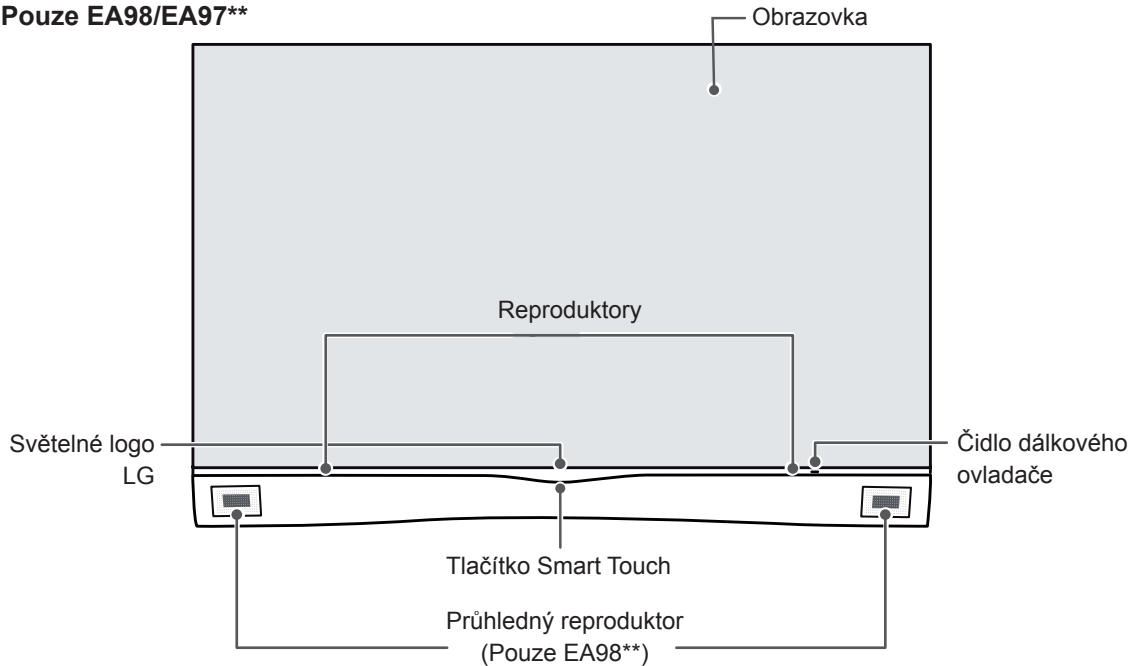 Pouze EA98/EA97**
Obrazovka
Reproduktory
Světelné logo
LG
Čidlo dálkového
ovladače
Tlačítko Smart Touch
Průhledný reproduktor
(Pouze EA98**)